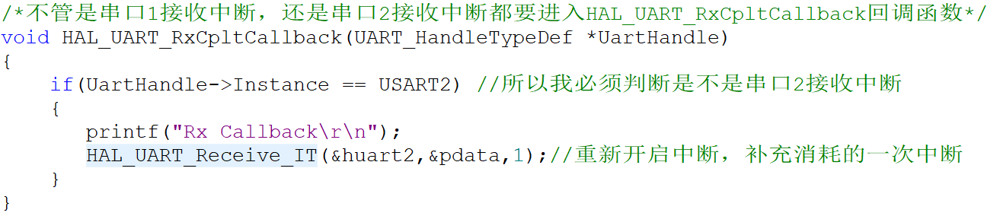 /*不管是串口1接收中断，还是串口2接收中断都要进入HAL_UART_RxCpltCallback回调函数*/
void HAL_UART_RxCpltCallback(UART_HandleTypeDef *UartHandle)
{
    if(UartHandle->Instance == USART2) //所以我必须判断是不是串口2接收中断
    {
       printf("Rx Callback\r\n");
       HAL_UART_Receive_IT(&huart2,&pdata,1);//重新开启中断，补充消耗的一次中断
    }
}